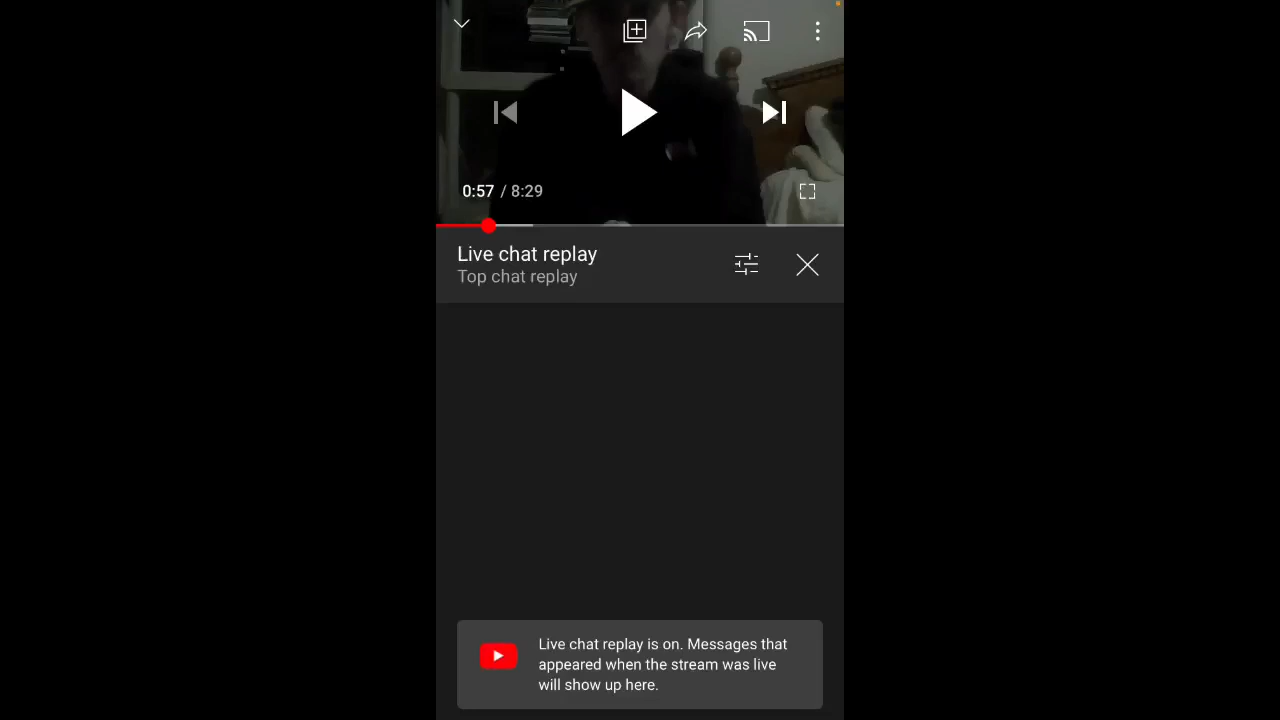 0:57 / 8:29
Live chat replay
Top chat replay
Live chat replay is on. Messages that
appeared when the stream was live
will show up here.